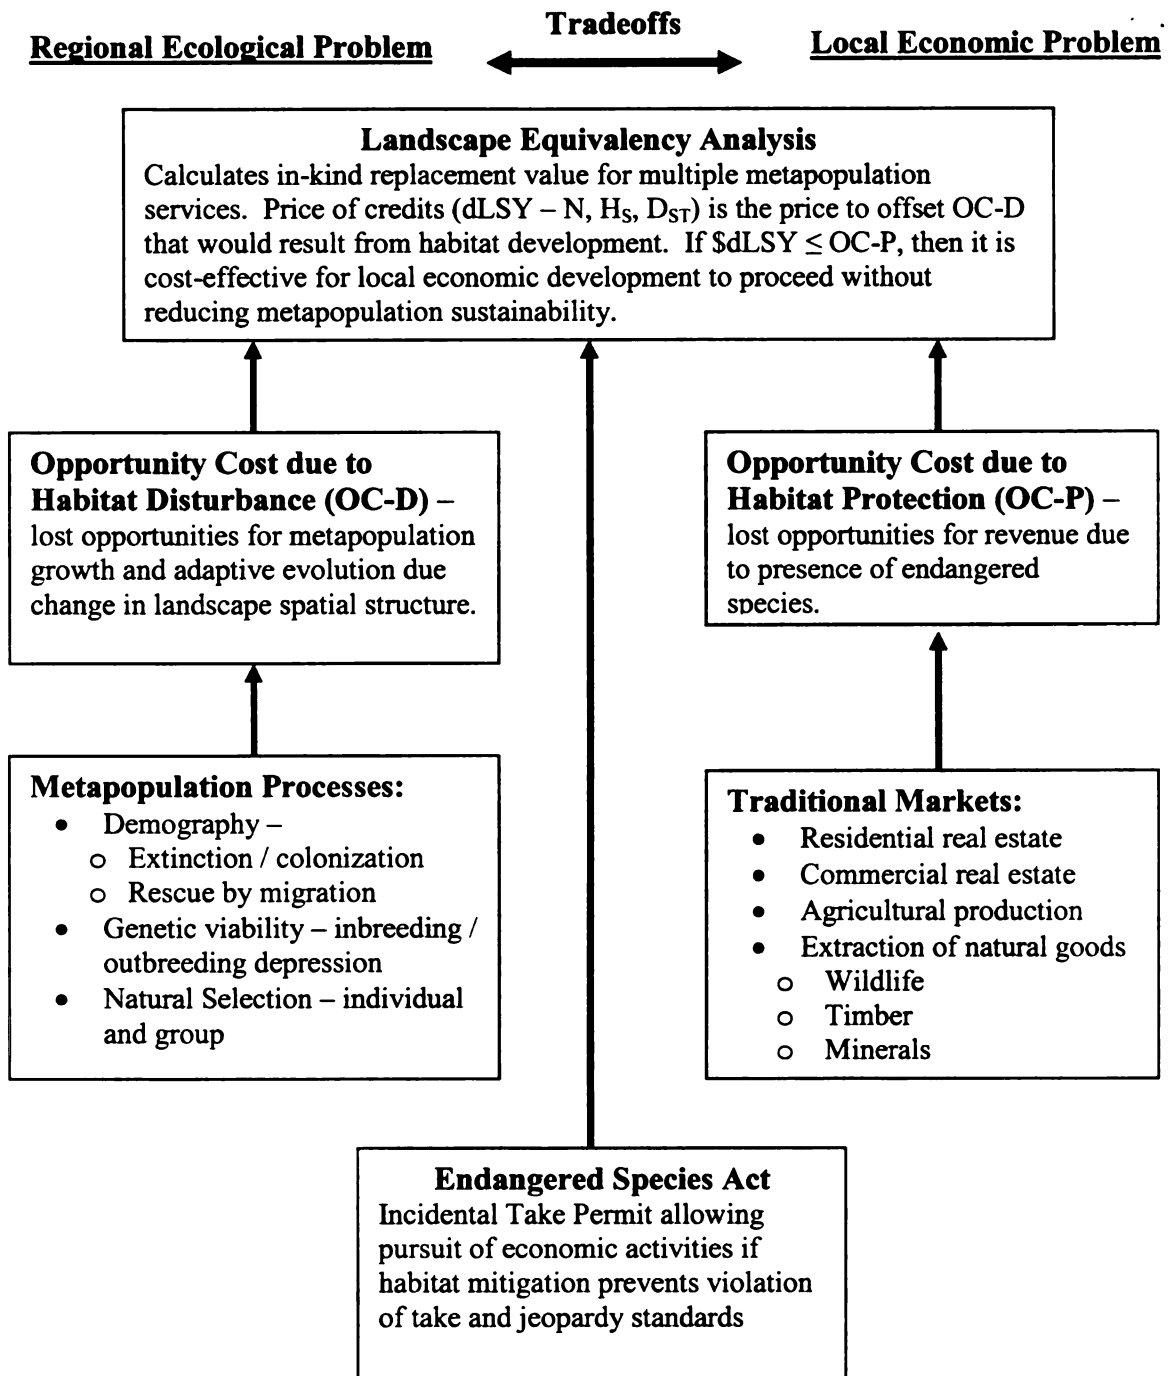 Tradeoffs
Regional Ecological Problem
Local Economic Problem
Landscape Equivalency Analysis
Calculates in-kind replacement value for multiple metapopulation
services. Price of credits (dLSY – N, HS, DST) is the price to offset OC-D
that would result from habitat development. If $dLSY ≤ OC-P, then it is
cost-effective for local economic development to proceed without
reducing metapopulation sustainability.
Opportunity Cost due to
Habitat Disturbance (OC-D) –
lost opportunities for metapopulation
growth and adaptive evolution due
change in landscape spatial structure.
Opportunity Cost due to
Habitat Protection (OC-P) –
lost opportunities for revenue due
to presence of endangered
species.
Metapopulation Processes:
• Demography –
o Extinction / colonization
o Rescue by migration
• Genetic viability – inbreeding /
outbreeding depression
• Natural Selection – individual
and group
Traditional Markets:
• Residential real estate
• Commercial real estate
• Agricultural production
• Extraction of natural goods
o Wildlife
o Timber
o Minerals
Endangered Species Act
Incidental Take Permit allowing
pursuit of economic activities if
habitat mitigation prevents violation
of take and jeopardy standards